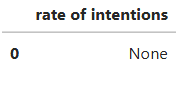 rate of intentions
0 None